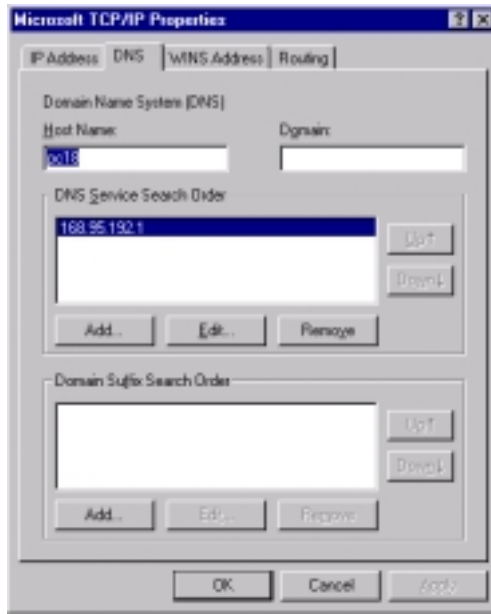 Microsoft TCP/IP Properties
IP Address DNS WINS Address Routing
Domain Name System (DNS)
Host Name: Domain:
pc18
DNS Service Search Order
168.95.192.1
Up↑
Down↓
Add... Edit... Remove
Domain Suffix Search Order
Up↑
Down↓
Add... Edit... Remove
OK Cancel Apply